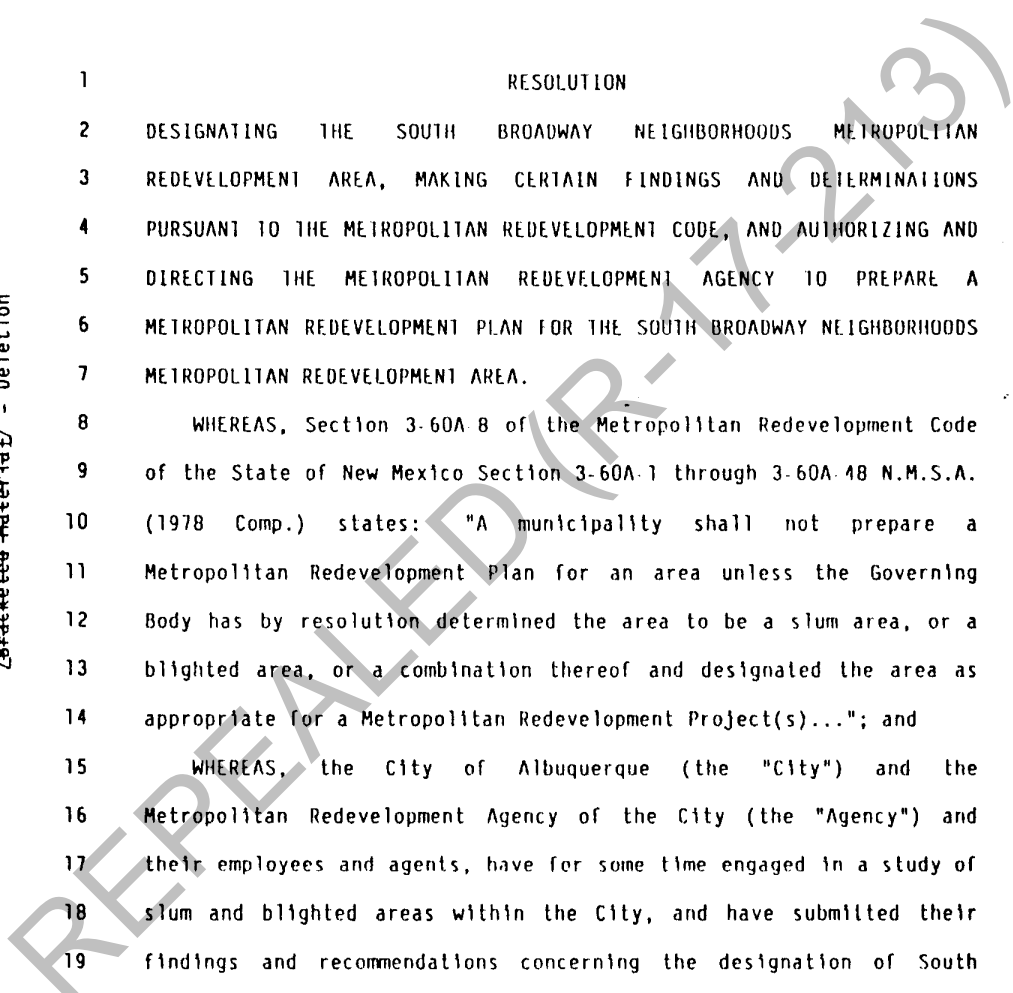 1 RESOLUTION
2 DESIGNATING THE SOUTH BROADWAY NEIGHBORHOODS METROPOLITAN
3 REDEVELOPMENT AREA, MAKING CERTAIN FINDINGS AND DETERMINATIONS
4 PURSUANT TO THE METROPOLITAN REDEVELOPMENT CODE, AND AUTHORIZING AND
5 DIRECTING THE METROPOLITAN REDEVELOPMENT AGENCY TO PREPARE A
6 METROPOLITAN REDEVELOPMENT PLAN FOR THE SOUTH BROADWAY NEIGHBORHOODS
7 METROPOLITAN REDEVELOPMENT AREA.
8 WHEREAS, Section 3-60A-8 of the Metropolitan Redevelopment Code
9 of the State of New Mexico Section 3-60A-1 through 3-60A-48 N.M.S.A.
10 (1978 Comp.) states: "A municipality shall not prepare a
11 Metropolitan Redevelopment Plan for an area unless the Governing
12 Body has by resolution determined the area to be a slum area, or a
13 blighted area, or a combination thereof and designated the area as
14 appropriate for a Metropolitan Redevelopment Project(s)..."; and
15 WHEREAS, the City of Albuquerque (the "City") and the
16 Metropolitan Redevelopment Agency of the City (the "Agency") and
17 their employees and agents, have for some time engaged in a study of
18 slum and blighted areas within the City, and have submitted their
19 findings and recommendations concerning the designation of South
[Bracketed Material] - Deletion
REPEALED (R-17-213)